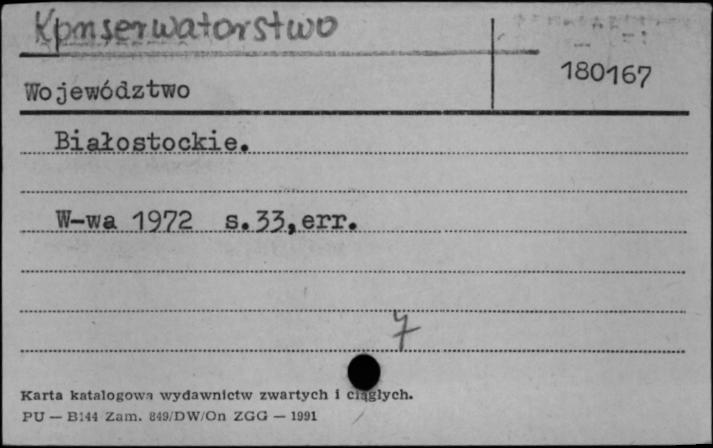 Konserwatorstwo
180167
Województwo
Białostockie.
W-wa 1972 s.33,err.
7
Karta katalogowa wydawnictw zwartych i ciągłych.
PU — B144 Zam. 849/DW/On ZGG — 1991